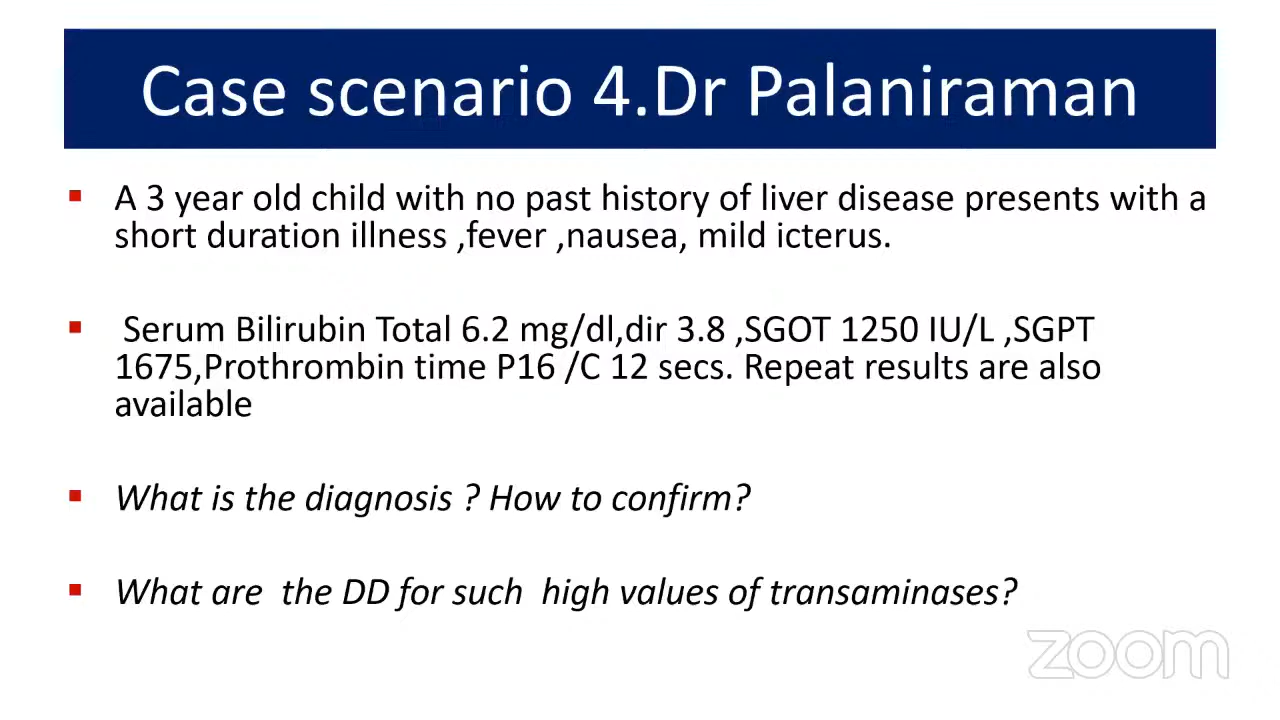 Case scenario 4.Dr Palaniraman
A 3 year old child with no past history of liver disease presents with a
short duration illness ,fever ,nausea, mild icterus.
Serum Bilirubin Total 6.2 mg/dl,dir 3.8 ,SGOT 1250 IU/L ,SGPT
1675,Prothrombin time P16 /C 12 secs. Repeat results are also
available
What is the diagnosis ? How to confirm?
What are  the DD for such  high values of transaminases?
zoom